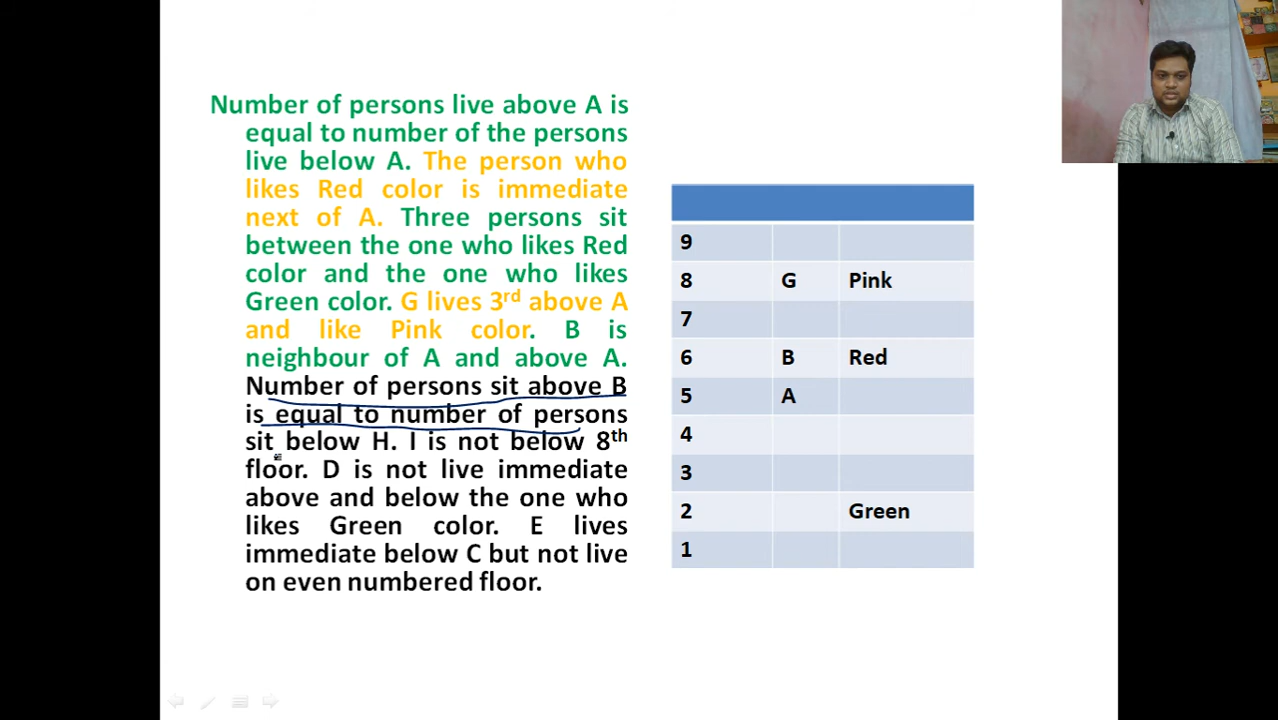 Number of persons live above A is
equal to number of the persons
live below A. The person who
likes Red color is immediate
next of A. Three persons sit
between the one who likes Red
color and the one who likes
Green color. G lives 3rd above A
and like Pink color. B is
neighbour of A and above A.
Number of persons sit above B
is equal to number of persons
sit below H. I is not below 8th
floor. D is not live immediate
above and below the one who
likes Green color. E lives
immediate below C but not live
on even numbered floor.
9
8 G Pink
7
6 B Red
5 A
4
3
2 Green
1